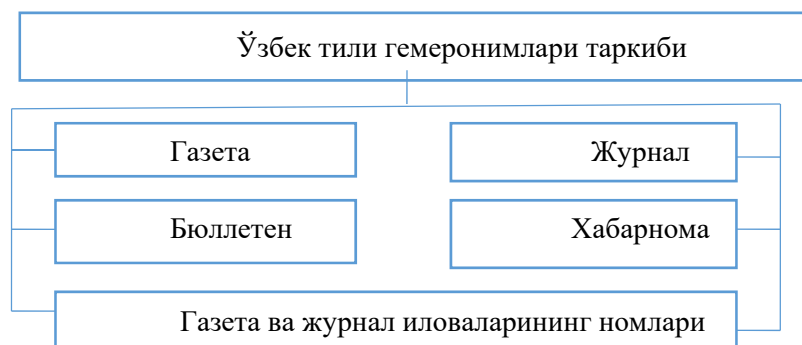 Ўзбек тили гемеронимлари таркиби
Газета
Журнал
Бюллетен
Хабарнома
Газета ва журнал иловаларининг номлари